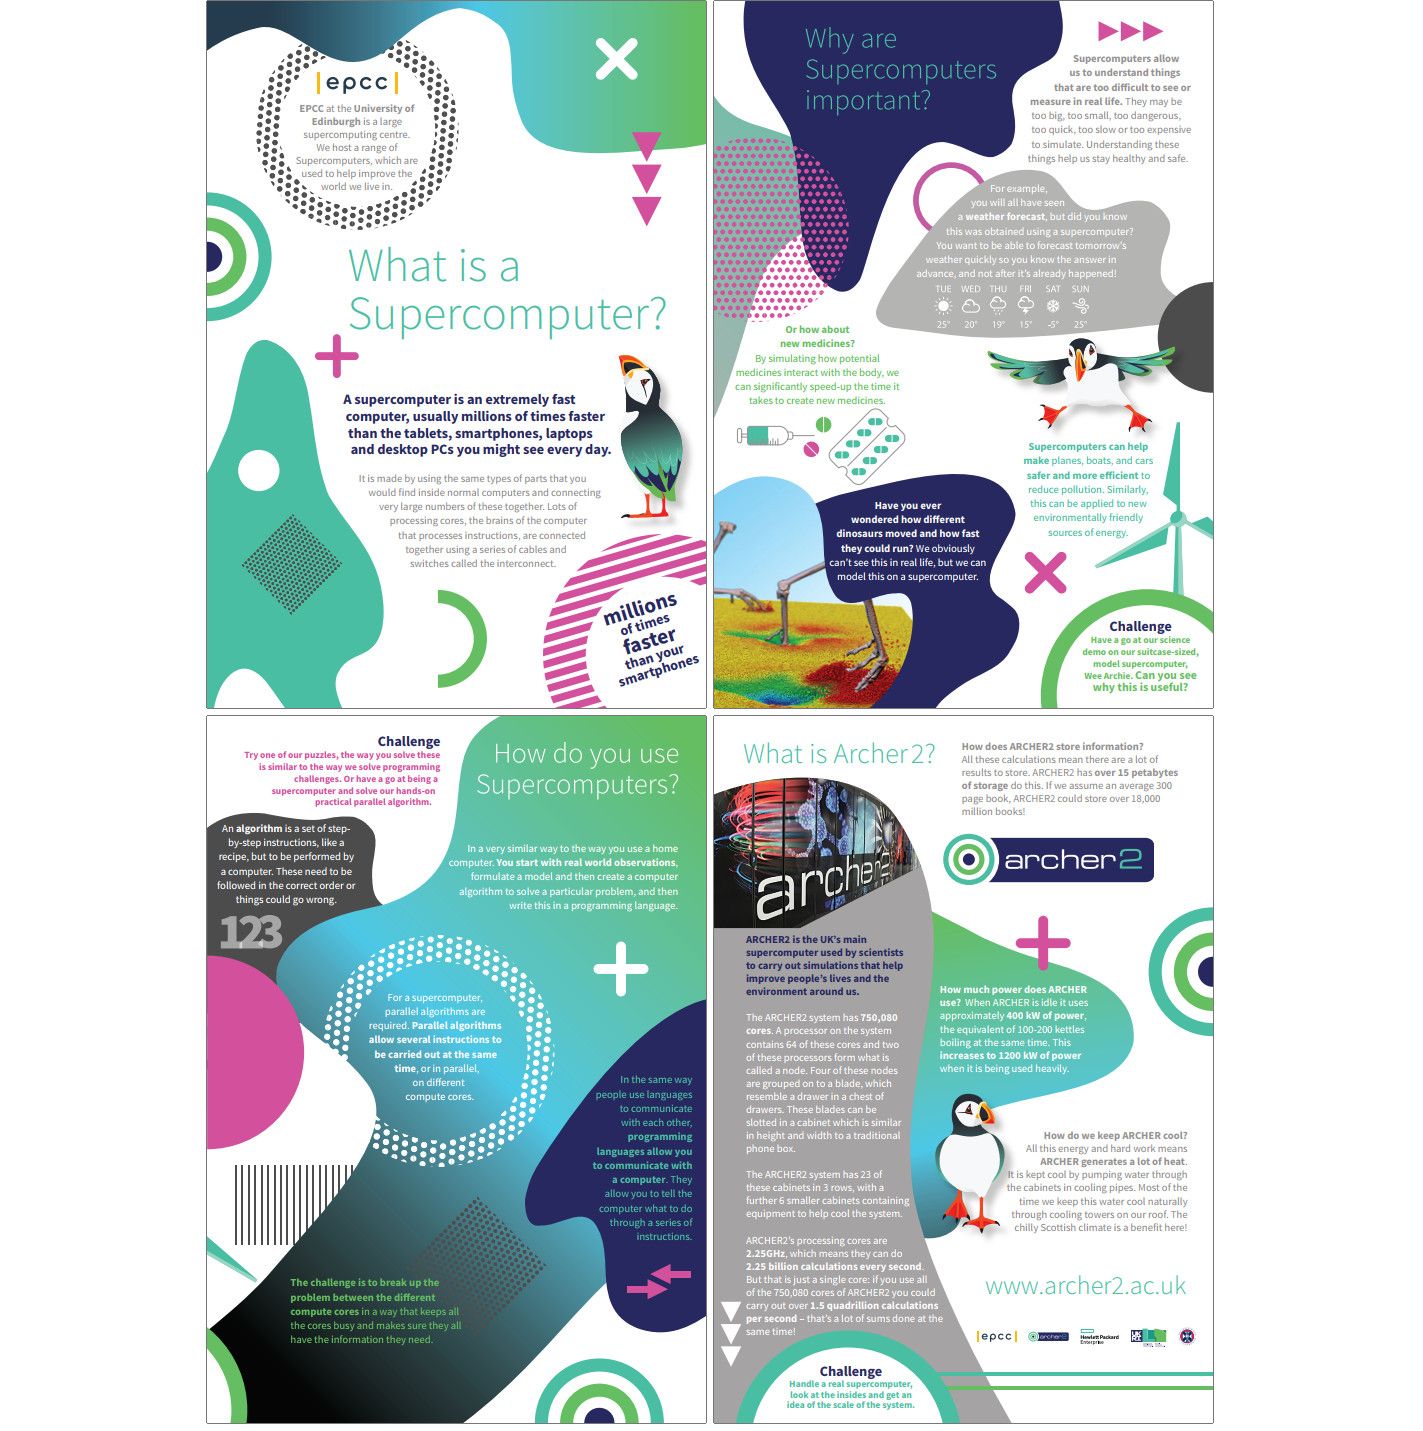 epcc
EPCC at the University of
Edinburgh is a large
supercomputing centre.
We host a range of
Supercomputers, which are
used to help improve the
world we live in.
What is a
Supercomputer?
A supercomputer is an extremely fast
computer, usually millions of times faster
than the tablets, smartphones, laptops
and desktop PCs you might see every day.
It is made by using the same types of parts that you
would find inside normal computers and connecting
very large numbers of these together. Lots of
processing cores, the brains of the computer
that processes instructions, are connected
together using a series of cables and
switches called the interconnect.
millions
of times
faster
than your
smartphones
Why are
Supercomputers
important?
Supercomputers allow
us to understand things
that are too difficult to see or
measure in real life. They may be
too big, too small, too dangerous,
too quick, too slow or too expensive
to simulate. Understanding these
things help us stay healthy and safe.
For example,
you will all have seen
a weather forecast, but did you know
this was obtained using a supercomputer?
You want to be able to forecast tomorrow's
weather quickly so you know the answer in
advance, and not after it's already happened!
TUE WED THU FRI SAT SUN
25° 20° 19° 15° -5° 25°
Or how about
new medicines?
By simulating how potential
medicines interact with the body, we
can significantly speed-up the time it
takes to create new medicines.
Supercomputers can help
make planes, boats, and cars
safer and more efficient to
reduce pollution. Similarly,
this can be applied to new
environmentally friendly
sources of energy.
Have you ever
wondered how different
dinosaurs moved and how fast
they could run? We obviously
can't see this in real life, but we can
model this on a supercomputer.
Challenge
Have a go at our science
demo on our suitcase-sized,
model supercomputer,
Wee Archie. Can you see
why this is useful?
Challenge
Try one of our puzzles, the way you solve these
is similar to the way we solve programming
challenges. Or have a go at being a
supercomputer and solve our hands-on
practical parallel algorithm.
How do you use
Supercomputers?
An algorithm is a set of step-
by-step instructions, like a
recipe, but to be performed by
a computer. These need to be
followed in the correct order or
things could go wrong.
123
In a very similar way to the way you use a home
computer. You start with real world observations,
formulate a model and then create a computer
algorithm to solve a particular problem, and then
write this in a programming language.
For a supercomputer,
parallel algorithms are
required. Parallel algorithms
allow several instructions to
be carried out at the same
time, or in parallel,
on different
compute cores.
In the same way
people use languages
to communicate
with each other,
programming
languages allow you
to communicate with
a computer. They
allow you to tell the
computer what to do
through a series of
instructions.
The challenge is to break up the
problem between the different
compute cores in a way that keeps all
the cores busy and makes sure they all
have the information they need.
What is Archer2?
archer2
ARCHER2 is the UK's main
supercomputer used by scientists
to carry out simulations that help
improve people's lives and the
environment around us.
The ARCHER2 system has 750,080
cores. A processor on the system
contains 64 of these cores and two
of these processors form what is
called a node. Four of these nodes
are grouped on to a blade, which
resemble a drawer in a chest of
drawers. These blades can be
slotted in a cabinet which is similar
in height and width to a traditional
phone box.
The ARCHER2 system has 23 of
these cabinets in 3 rows, with a
further 6 smaller cabinets containing
equipment to help cool the system.
ARCHER2's processing cores are
2.25GHz, which means they can do
2.25 billion calculations every second.
But that is just a single core: if you use all
of the 750,080 cores of ARCHER2 you could
carry out over 1.5 quadrillion calculations
per second – that's a lot of sums done at the
same time!
Challenge
Handle a real supercomputer,
look at the insides and get an
idea of the scale of the system.
How does ARCHER2 store information?
All these calculations mean there are a lot of
results to store. ARCHER2 has over 15 petabytes
of storage do this. If we assume an average 300
page book, ARCHER2 could store over 18,000
million books!
archer2
How much power does ARCHER
use? When ARCHER is idle it uses
approximately 400 kW of power,
the equivalent of 100-200 kettles
boiling at the same time. This
increases to 1200 kW of power
when it is being used heavily.
How do we keep ARCHER cool?
All this energy and hard work means
ARCHER generates a lot of heat.
It is kept cool by pumping water through
the cabinets in cooling pipes. Most of the
time we keep this water cool naturally
through cooling towers on our roof. The
chilly Scottish climate is a benefit here!
www.archer2.ac.uk
epcc
archer2
Hewlett Packard
Enterprise